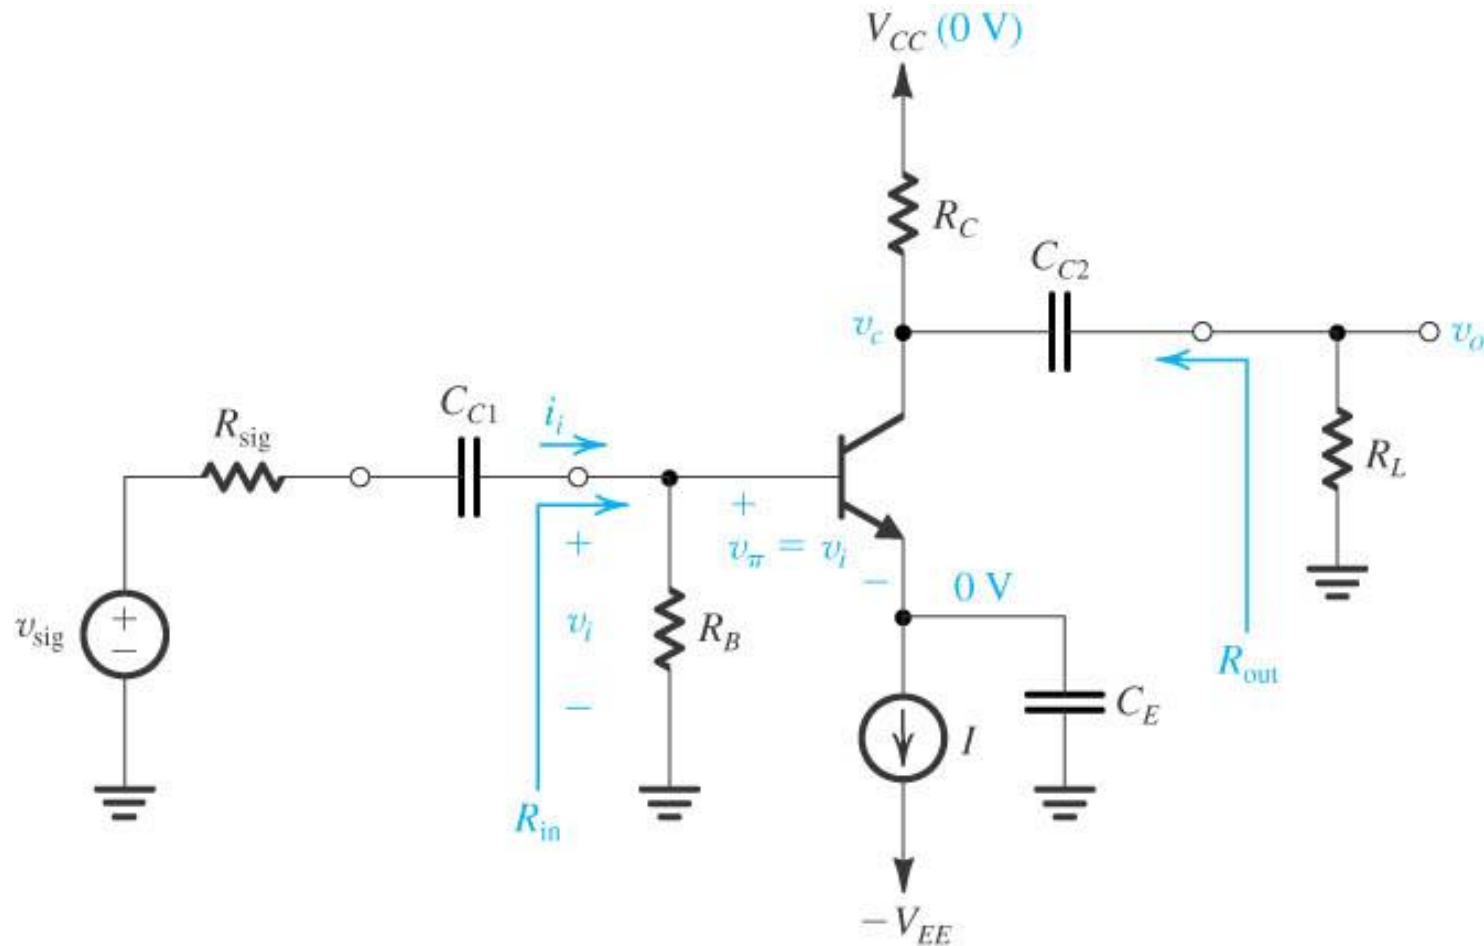 V_CC (0 V)
R_C
C_C2
v_c
v_o
C_C1
i_i
R_sig
R_L
+
+
v_π = v_i
−
0 V
v_sig
+
−
v_i
R_B
R_out
−
I
C_E
R_in
−V_EE